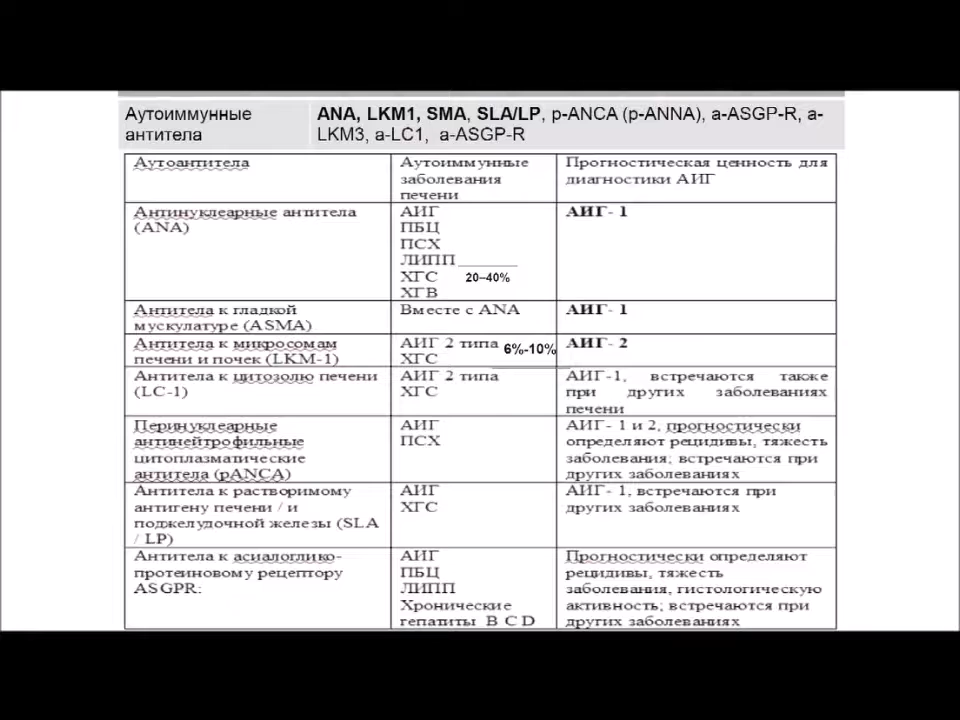 Аутоиммунные антитела
ANA, LKM1, SMA, SLA/LP, p-ANCA (p-ANNA), a-ASGP-R, a-
LKM3, a-LC1, a-ASGP-R
Аутоантитела
Аутоиммунные
заболевания
печени
Прогностическая ценность для
диагностики АИГ
Антинуклеарные антитела
(ANA)
АИГ
ПБЦ
ПСХ
ЛИПП
ХГС 20–40%
ХГВ
АИГ- 1
Антитела к гладкой
мускулатуре (ASMA)
Вместе с ANA
АИГ- 1
Антитела к микросомам
печени и почек (LKM-1)
АИГ 2 типа 6%-10%
ХГС
АИГ- 2
Антитела к цитозолю печени
(LC-1)
АИГ 2 типа
ХГС
АИГ-1, встречаются также
при других заболеваниях
печени
Перинуклеарные
антинейтрофильные
цитоплазматические
антитела (pANCA)
АИГ
ПСХ
АИГ- 1 и 2, прогностически
определяют рецидивы, тяжесть
заболевания; встречаются при
других заболеваниях
Антитела к растворимому
антигену печени / и
поджелудочной железы (SLA
/ LP)
АИГ
ХГС
АИГ- 1, встречаются при
других заболеваниях
Антитела к асиалоглико-
протеиновому рецептору
ASGPR:
АИГ
ПБЦ
ЛИПП
Хронические
гепатиты B C D
Прогностически определяют
рецидивы, тяжесть
заболевания, гистологическую
активность; встречаются при
других заболеваниях